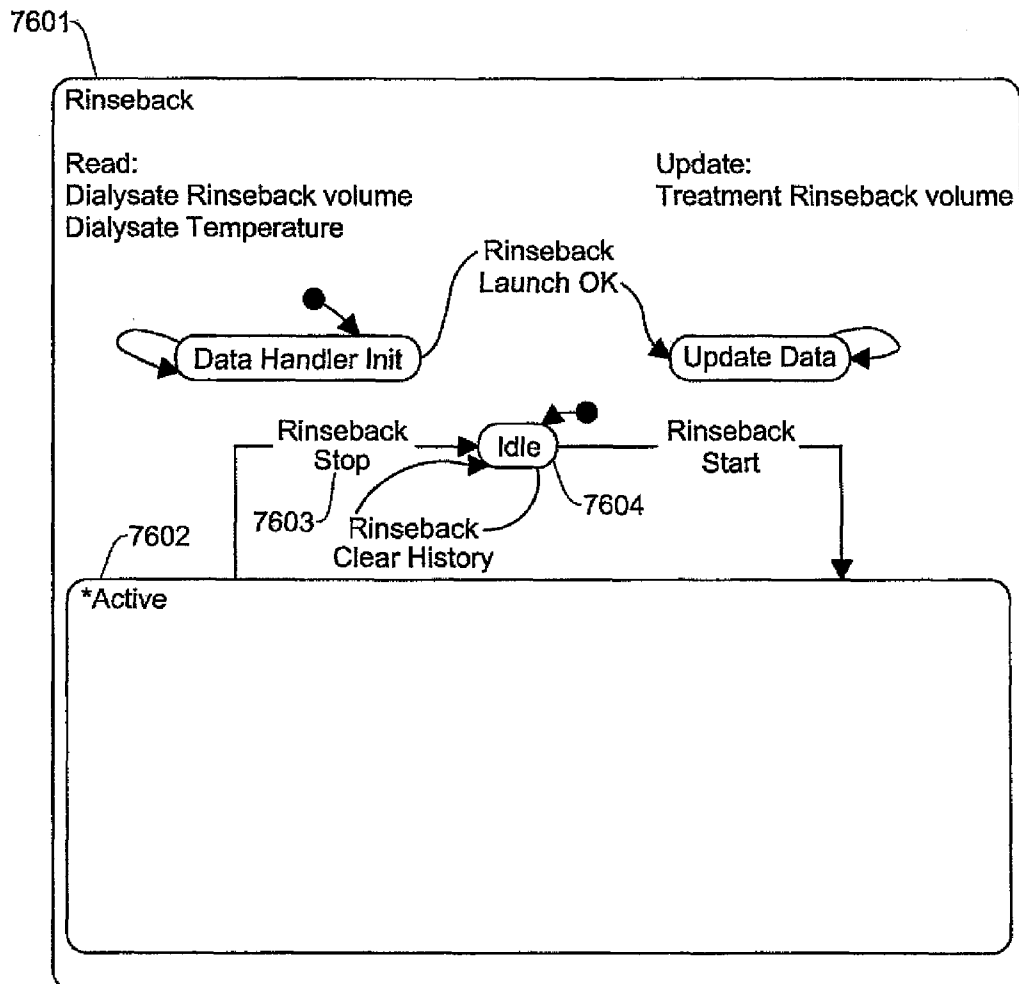 7601
Rinseback
Read:
Dialysate Rinseback volume
Dialysate Temperature
Update:
Treatment Rinseback volume
Rinseback
Launch OK
Data Handler Init
Update Data
Rinseback
Stop
Idle
Rinseback
Start
7603
7604
Rinseback
Clear History
7602
*Active